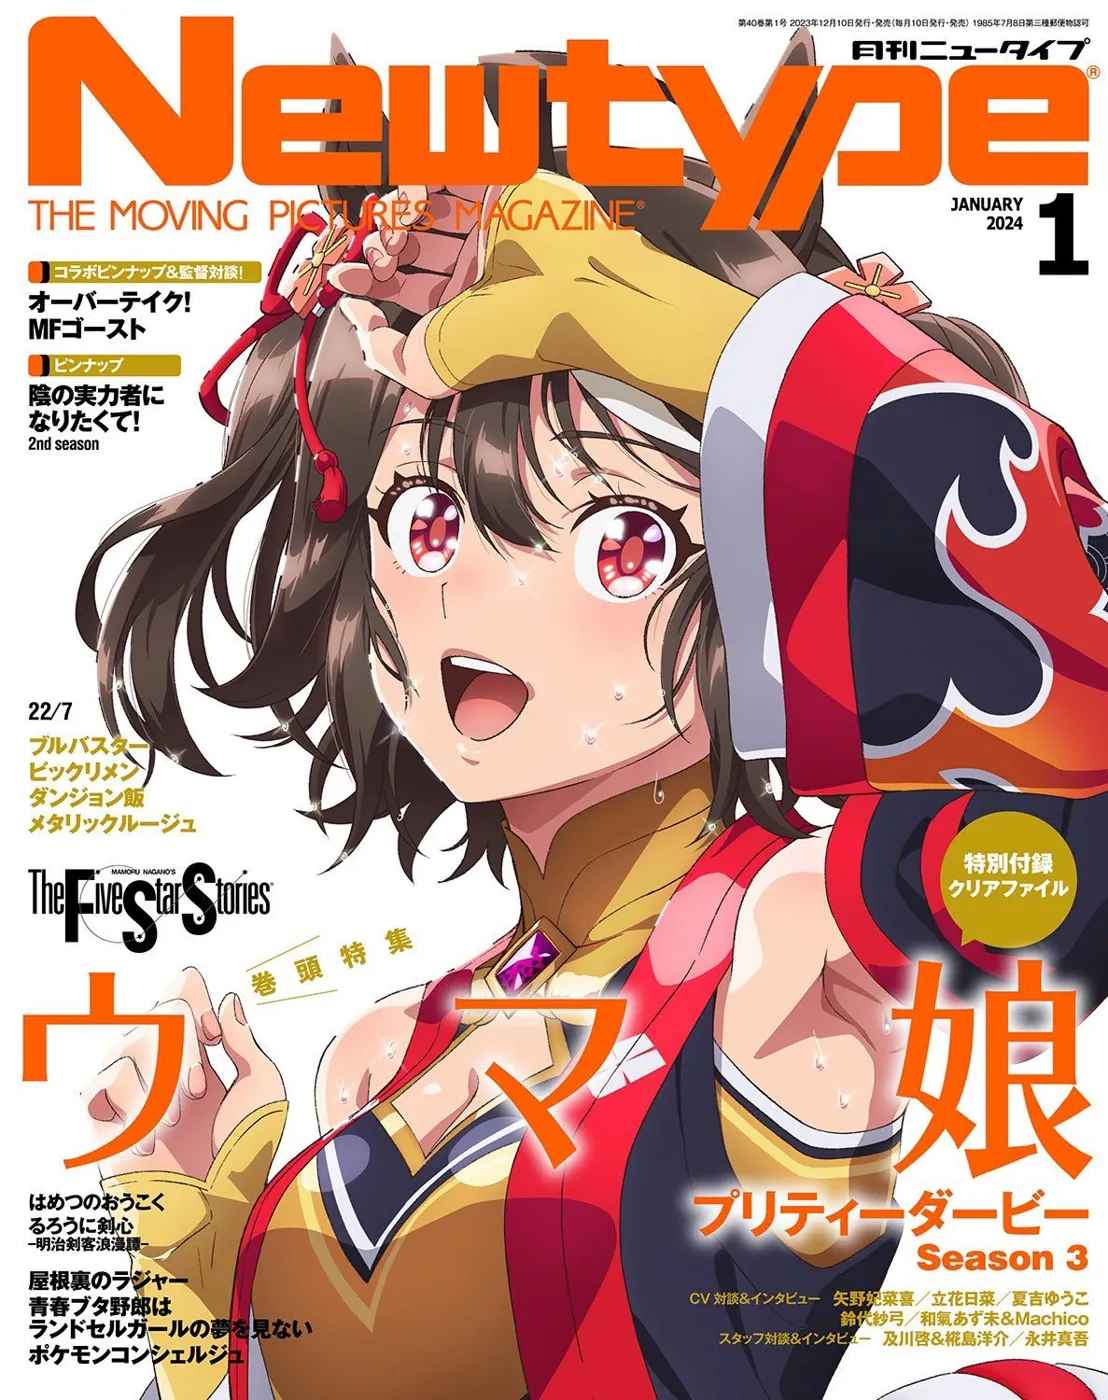 第40巻第1号 2023年12月10日発行・発売(毎月10日発行・発売) 1985年7月8日第三種郵便物認可
月刊ニュータイプ
Newtype®
THE MOVING PICTURES MAGAZINE®
JANUARY
2024
1
コラボピンナップ&監督対談!
オーバーテイク!
MFゴースト
ピンナップ
陰の実力者に
なりたくて!
2nd season
22/7
ブルバスター
ビックリメン
ダンジョン飯
メタリックルージュ
MAMORU NAGANO'S
The Five Star Stories®
特別付録
クリアファイル
巻頭特集
ウマ娘
プリティーダービー
Season 3
はめつのおうこく
るろうに剣心
-明治剣客浪漫譚-
屋根裏のラジャー
青春ブタ野郎は
ランドセルガールの夢を見ない
ポケモンコンシェルジュ
CV 対談&インタビュー 矢野妃菜喜/立花日菜/夏吉ゆうこ
鈴代紗弓/和氣あず未&Machico
スタッフ対談&インタビュー 及川啓&椛島洋介/永井真吾